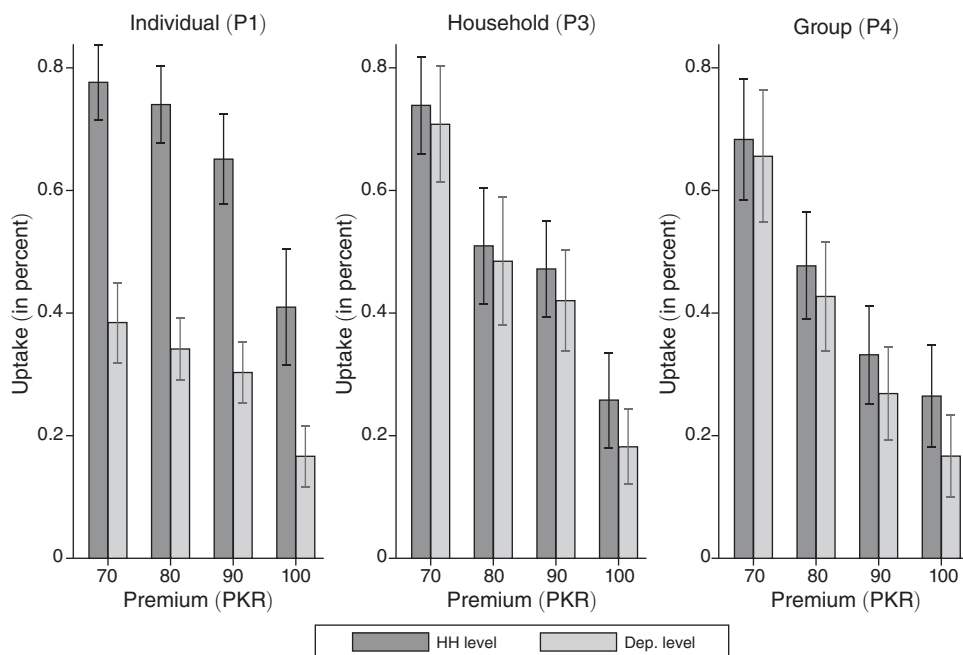 Individual (P1)
Uptake (in percent)
0.8
0.6
0.4
0.2
0
70 80 90 100
Premium (PKR)
Household (P3)
Uptake (in percent)
0.8
0.6
0.4
0.2
0
70 80 90 100
Premium (PKR)
Group (P4)
Uptake (in percent)
0.8
0.6
0.4
0.2
0
70 80 90 100
Premium (PKR)
HH level Dep. level